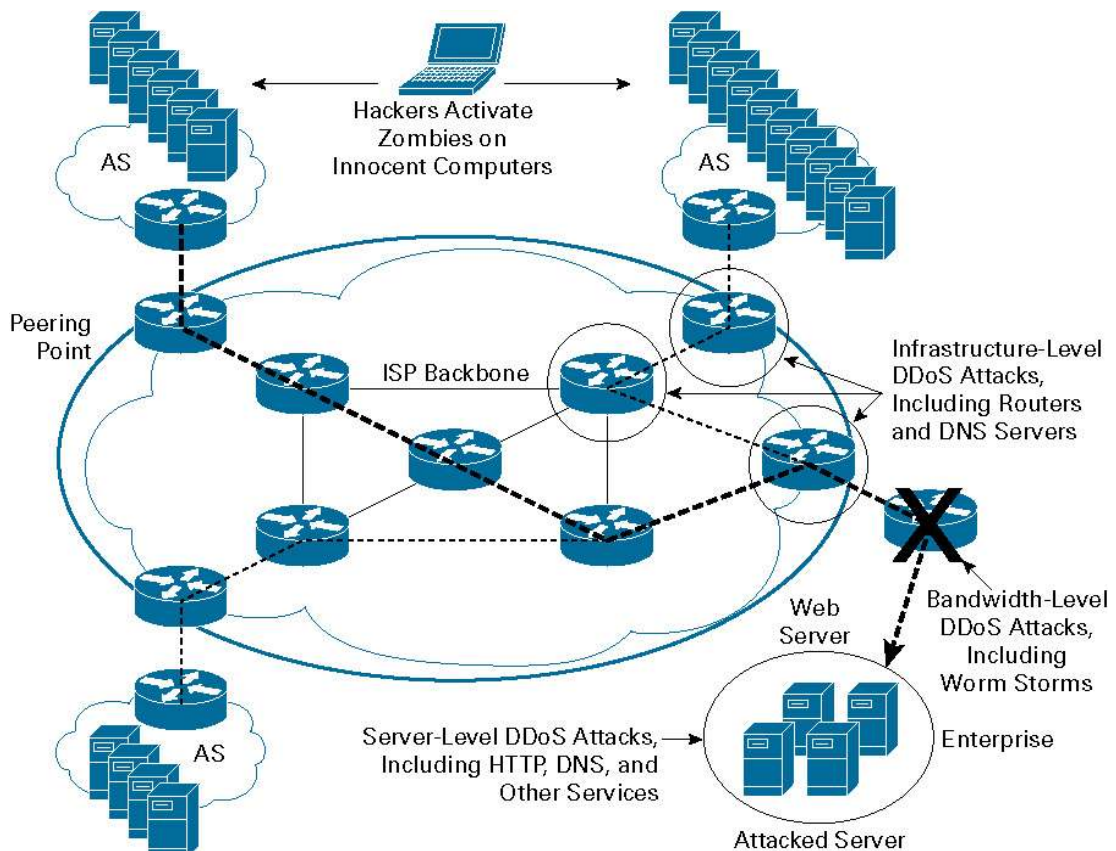 Hackers Activate
Zombies on
Innocent Computers
AS
AS
Peering
Point
ISP Backbone
Infrastructure-Level
DDoS Attacks,
Including Routers
and DNS Servers
Web
Server
Bandwidth-Level
DDoS Attacks,
Including
Worm Storms
AS
Server-Level DDoS Attacks,
Including HTTP, DNS, and
Other Services
Enterprise
Attacked Server